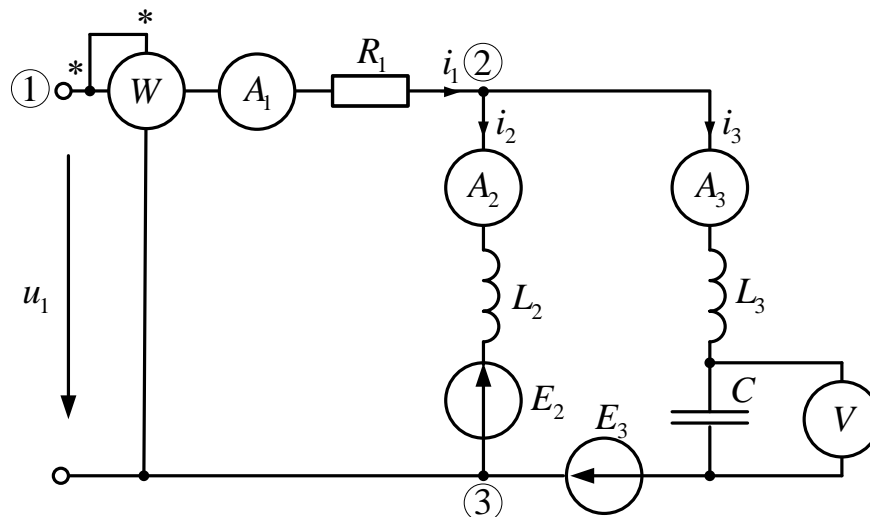 * *
① W A₁ R₁ i₁ ②
i₂ i₃
A₂ A₃
u₁ L₂ L₃
E₂ E₃ C V
③